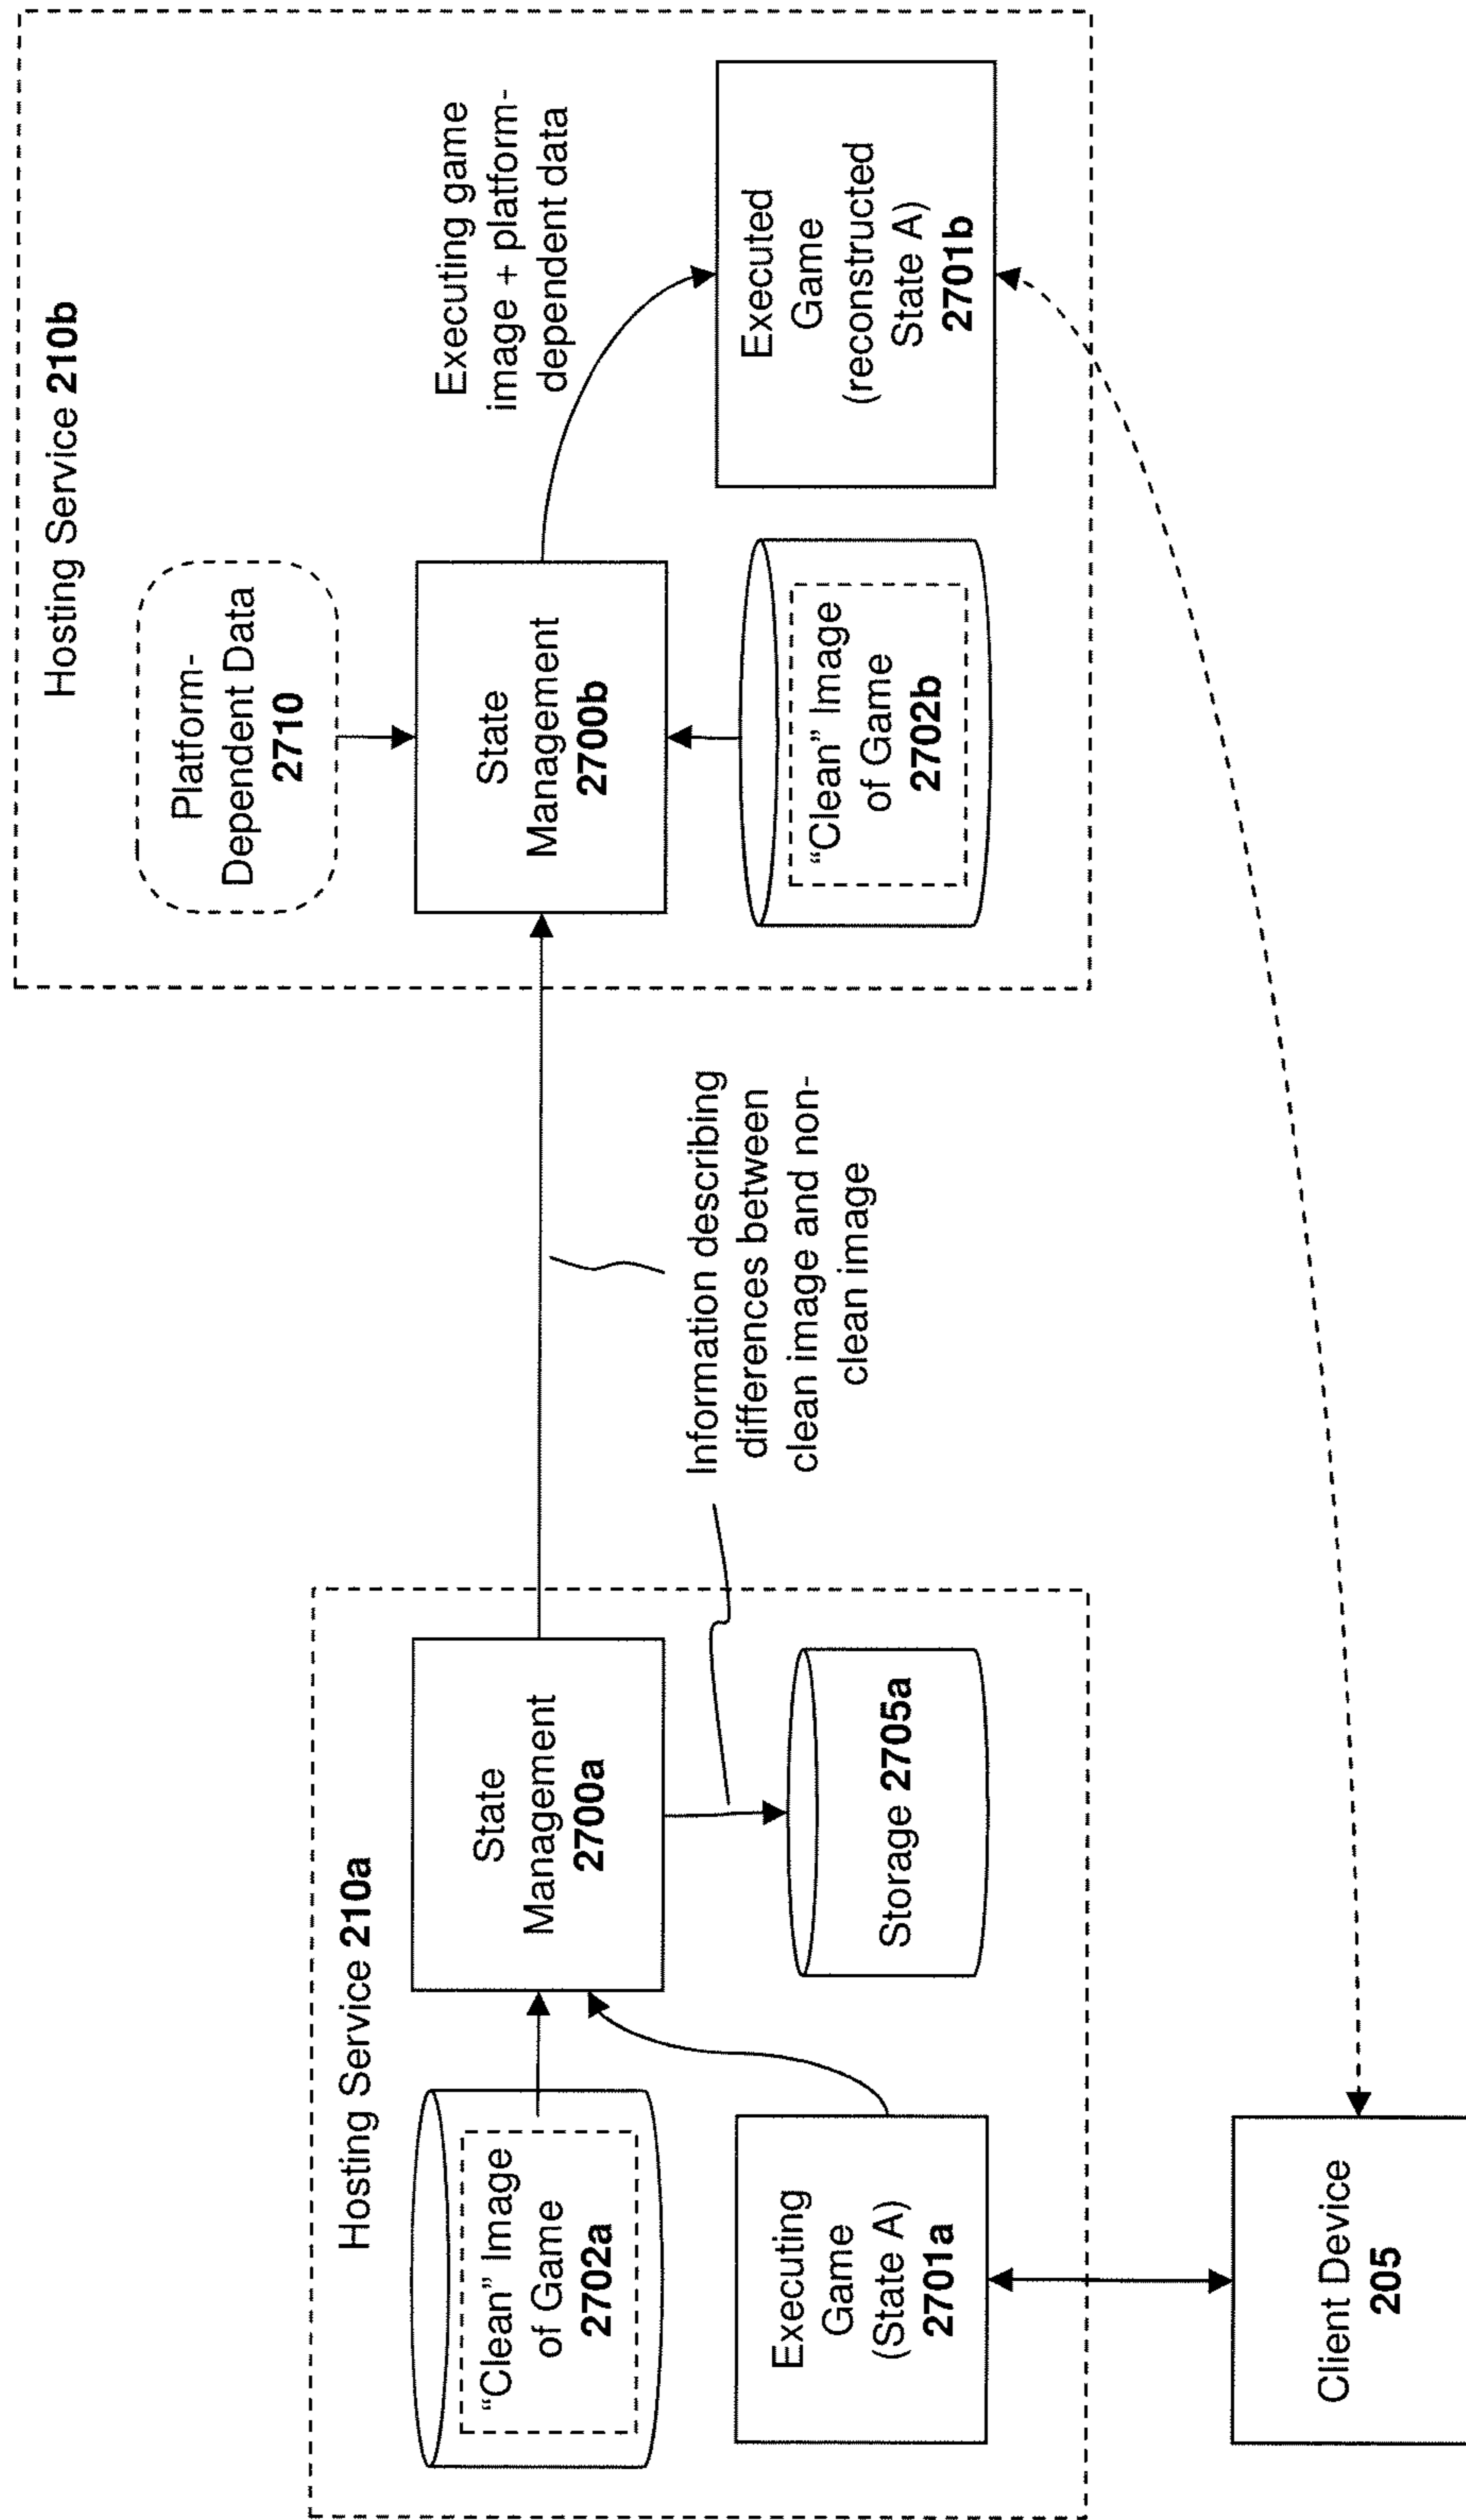 Hosting Service 210a
"Clean" Image
of Game
2702a
Executing
Game
(State A)
2701a
State
Management
2700a
Storage 2705a
Client Device
205
Information describing
differences between
clean image and non-
clean image
Hosting Service 210b
Platform-
Dependent Data
2710
State
Management
2700b
"Clean" Image
of Game
2702b
Executing game
image + platform-
dependent data
Executed
Game
(reconstructed
State A)
2701b